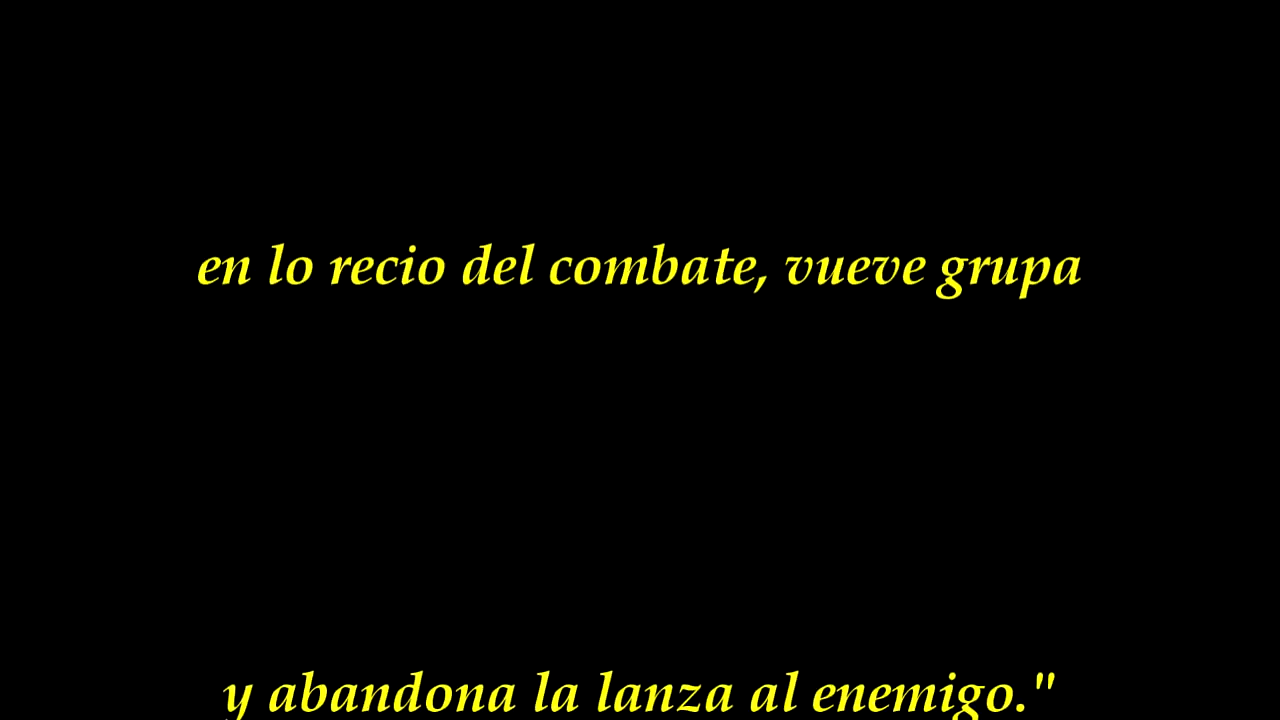 en lo recio del combate, vueve grupa
y abandona la lanza al enemigo."